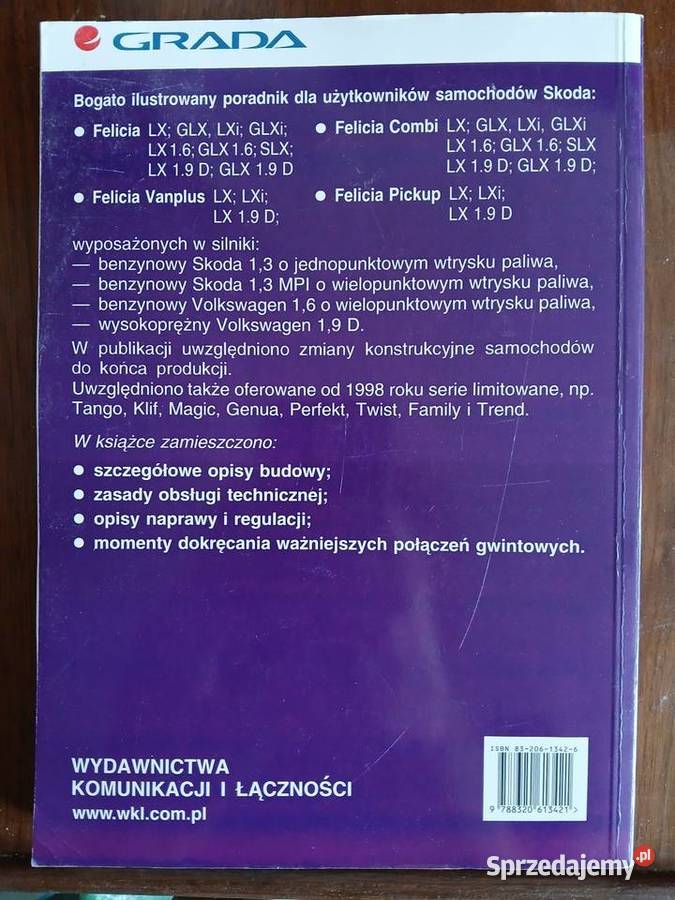 GRADA
Bogato ilustrowany poradnik dla użytkowników samochodów Skoda:
● Felicia LX; GLX, LXi; GLXi;
LX 1.6; GLX 1.6; SLX;
LX 1.9 D; GLX 1.9 D
● Felicia Combi LX; GLX, LXi, GLXi
LX 1.6; GLX 1.6; SLX
LX 1.9 D; GLX 1.9 D;
● Felicia Vanplus LX; LXi;
LX 1.9 D;
● Felicia Pickup LX; LXi;
LX 1.9 D
wyposażonych w silniki:
— benzynowy Skoda 1,3 o jednopunktowym wtrysku paliwa,
— benzynowy Skoda 1,3 MPI o wielopunktowym wtrysku paliwa,
— benzynowy Volkswagen 1,6 o wielopunktowym wtrysku paliwa,
— wysokoprężny Volkswagen 1,9 D.
W publikacji uwzględniono zmiany konstrukcyjne samochodów
do końca produkcji.
Uwzględniono także oferowane od 1998 roku serie limitowane, np.
Tango, Klif, Magic, Genua, Perfekt, Twist, Family i Trend.
W książce zamieszczono:
● szczegółowe opisy budowy;
● zasady obsługi technicznej;
● opisy naprawy i regulacji;
● momenty dokręcania ważniejszych połączeń gwintowych.
WYDAWNICTWA
KOMUNIKACJI I ŁĄCZNOŚCI
www.wkl.com.pl
ISBN 83-206-1342-6
9 788320 613421 >
Sprzedajemy.pl